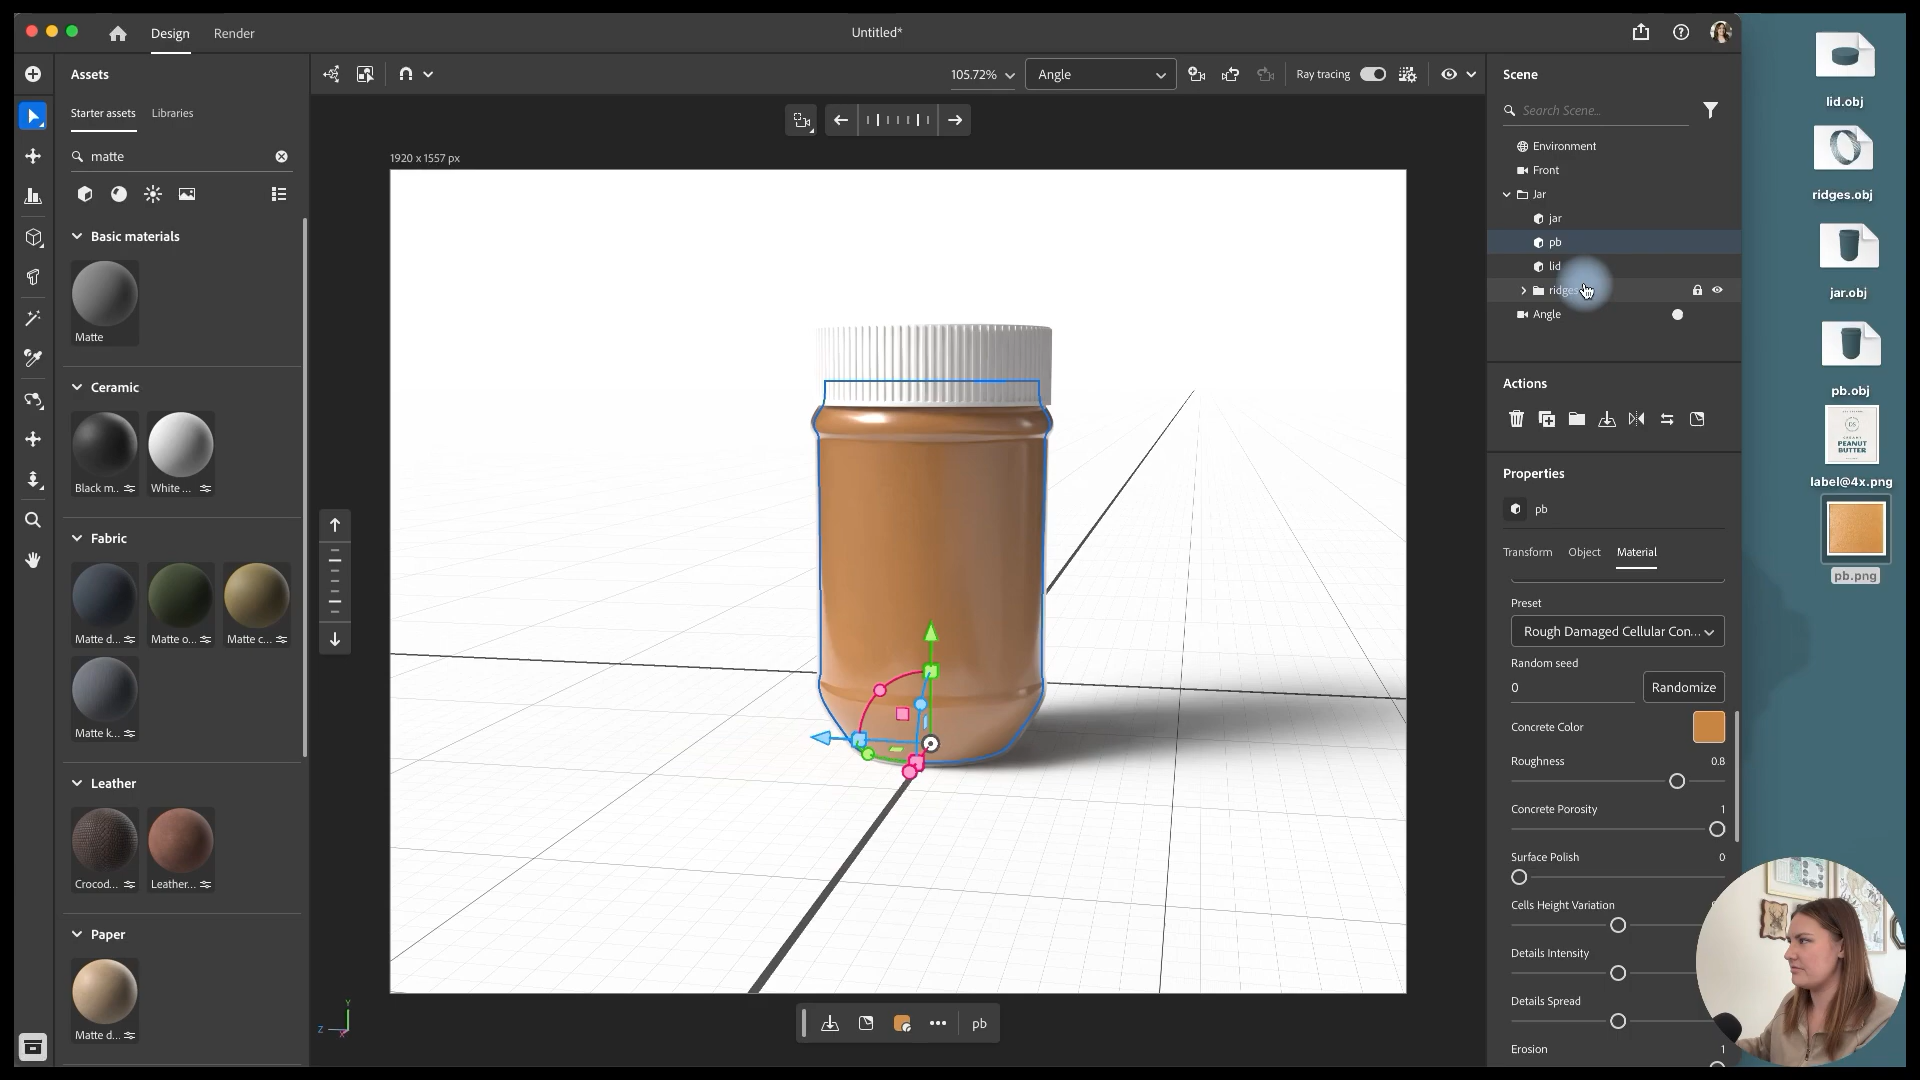 Design
Render
Untitled*
Assets
Starter assets
Libraries
matte
Basic materials
Matte
Ceramic
Black m..
White ...
Fabric
Matte d...
Matte o...
Matte c...
Matte k...
Leather
Crocod...
Leather...
Paper
Matte d...
105.72%
Angle
Ray tracing
1920 x 1557 px
Y
Z
X
pb
Scene
Search Scene...
Environment
Front
Jar
jar
pb
lid
ridges
Angle
Actions
Properties
pb
Transform
Object
Material
Preset
Rough Damaged Cellular Con...
Random seed
0
Randomize
Concrete Color
Roughness
0.8
Concrete Porosity
1
Surface Polish
0
Cells Height Variation
Details Intensity
Details Spread
Erosion
1
lid.obj
ridges.obj
jar.obj
pb.obj
PEANUT
BUTTER
label@4x.png
pb.png